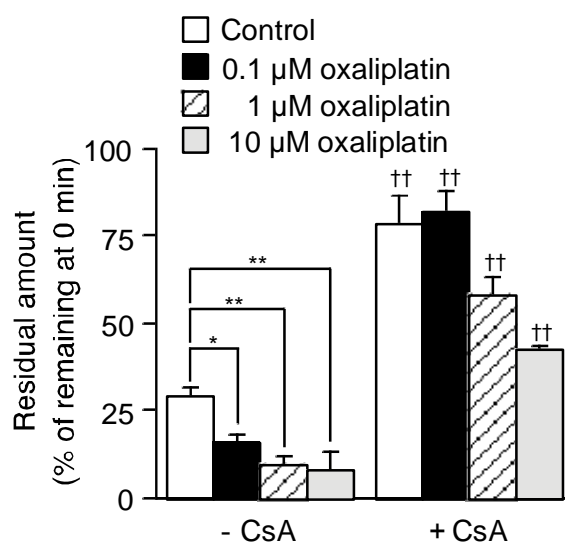 Control
0.1 µM oxaliplatin
1 µM oxaliplatin
10 µM oxaliplatin
Residual amount
(% of remaining at 0 min)
100
75
50
25
0
**
**
*
††
††
††
††
- CsA
+ CsA